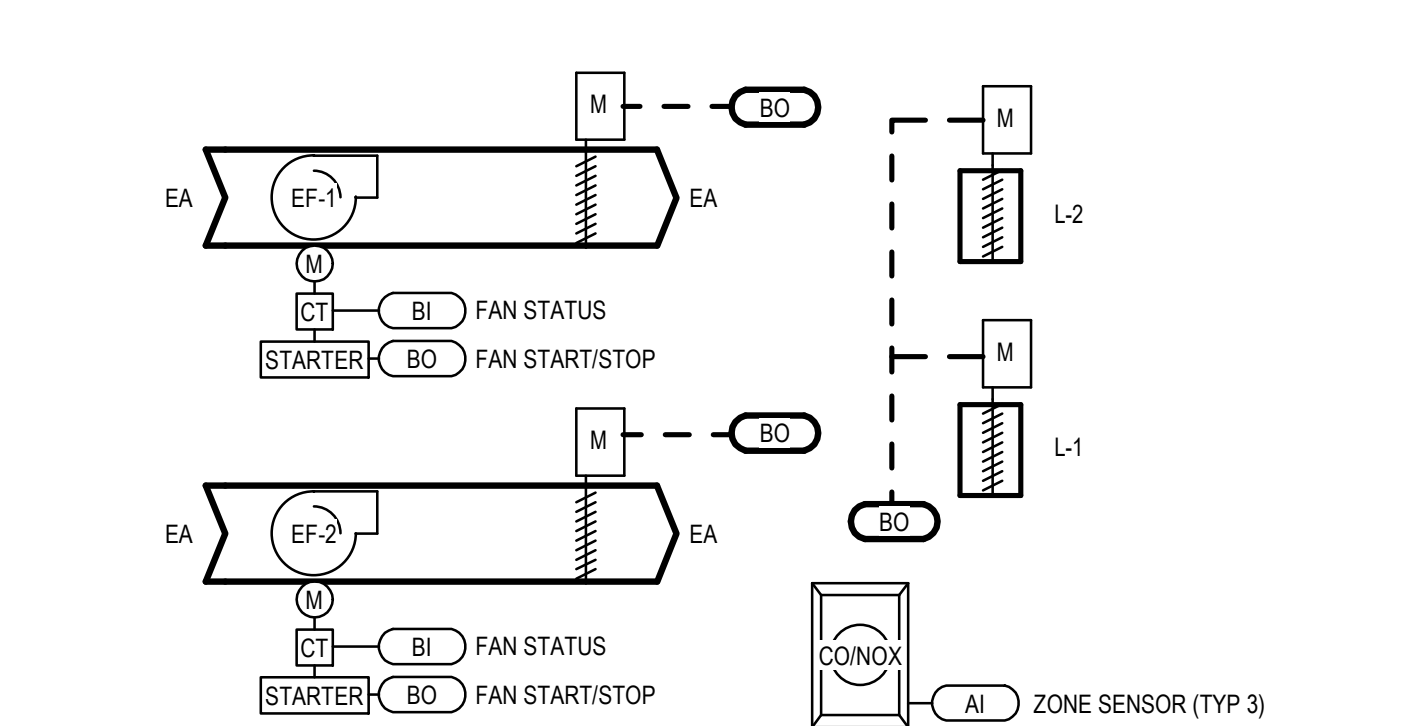 M
BO
M
EA
EF-1
EA
L-2
M
CT
BI
FAN STATUS
STARTER
BO
FAN START/STOP
M
M
BO
L-1
EA
EF-2
EA
BO
M
CT
BI
FAN STATUS
CO/NOX
STARTER
BO
FAN START/STOP
AI
ZONE SENSOR (TYP 3)